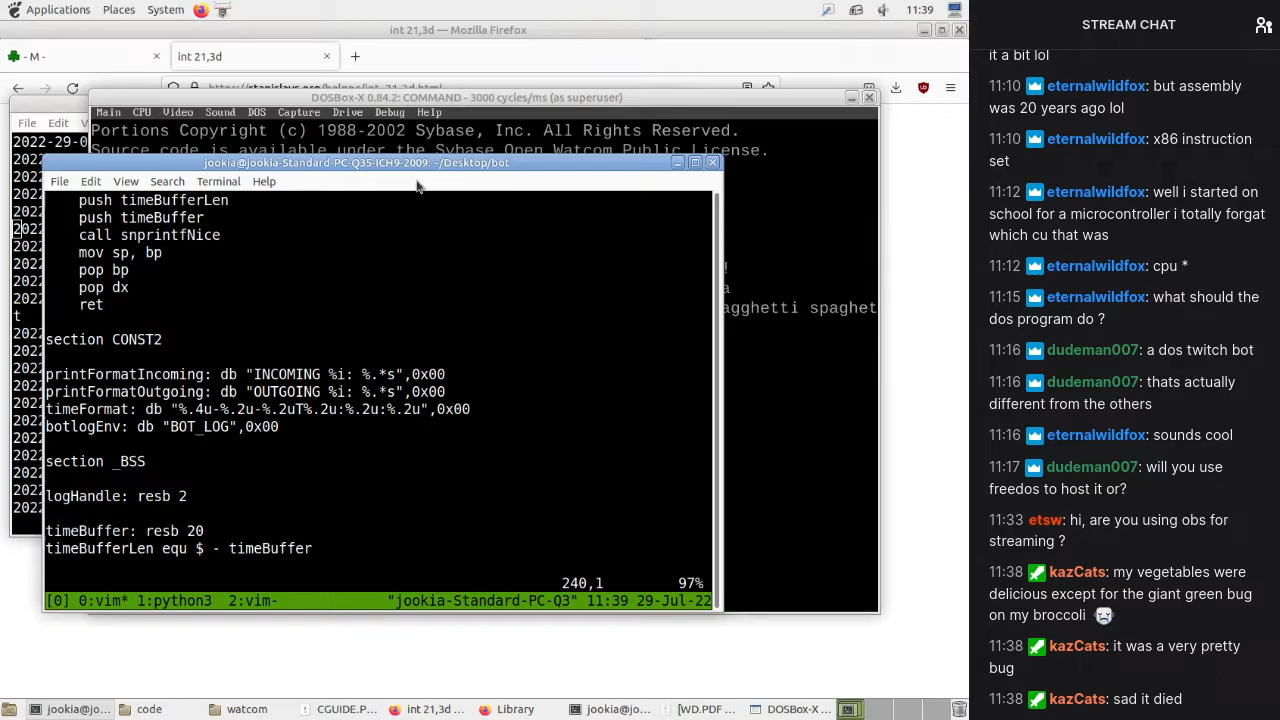 Applications Places System 11:39
int 21,3d — Mozilla Firefox
- M -
int 21,3d
DOSBox-X 0.84.2: COMMAND - 3000 cycles/ms (as superuser)
Main CPU Video Sound DOS Capture Drive Debug Help
Portions Copyright (c) 1988-2002 Sybase, Inc. All Rights Reserved.
Source code is available under the Sybase Open Watcom Public License.
File Edit
2022-29-0
jookia@jookia-Standard-PC-Q35-ICH9-2009: ~/Desktop/bot
File Edit View Search Terminal Help
push timeBufferLen
push timeBuffer
call snprintfNice
mov sp, bp
pop bp
pop dx
ret
section CONST2
printFormatIncoming: db "INCOMING %i: %.*s",0x00
printFormatOutgoing: db "OUTGOING %i: %.*s",0x00
timeFormat: db "%.4u-%.2u-%.2uT%.2u:%.2u:%.2u",0x00
botlogEnv: db "BOT_LOG",0x00
section _BSS
logHandle: resb 2
timeBuffer: resb 20
timeBufferLen equ $ - timeBuffer
240,1 97%
[0] 0:vim* 1:python3 2:vim- "jookia-Standard-PC-Q3" 11:39 29-Jul-22
agghetti spaghet
t
jookia@jo...
code
watcom
CGUIDE.P...
int 21,3d ...
Library
jookia@jo...
[WD.PDF ...
DOSBox-X ...
STREAM CHAT
it a bit lol
11:10 eternalwildfox: but assembly
was 20 years ago lol
11:10 eternalwildfox: x86 instruction
set
11:12 eternalwildfox: well i started on
school for a microcontroller i totally forgat
which cu that was
11:12 eternalwildfox: cpu *
11:15 eternalwildfox: what should the
dos program do ?
11:16 dudeman007: a dos twitch bot
11:16 dudeman007: thats actually
different from the others
11:16 eternalwildfox: sounds cool
11:17 dudeman007: will you use
freedos to host it or?
11:33 etsw: hi, are you using obs for
streaming ?
11:38 kazCats: my vegetables were
delicious except for the giant green bug
on my broccoli
11:38 kazCats: it was a very pretty
bug
11:38 kazCats: sad it died